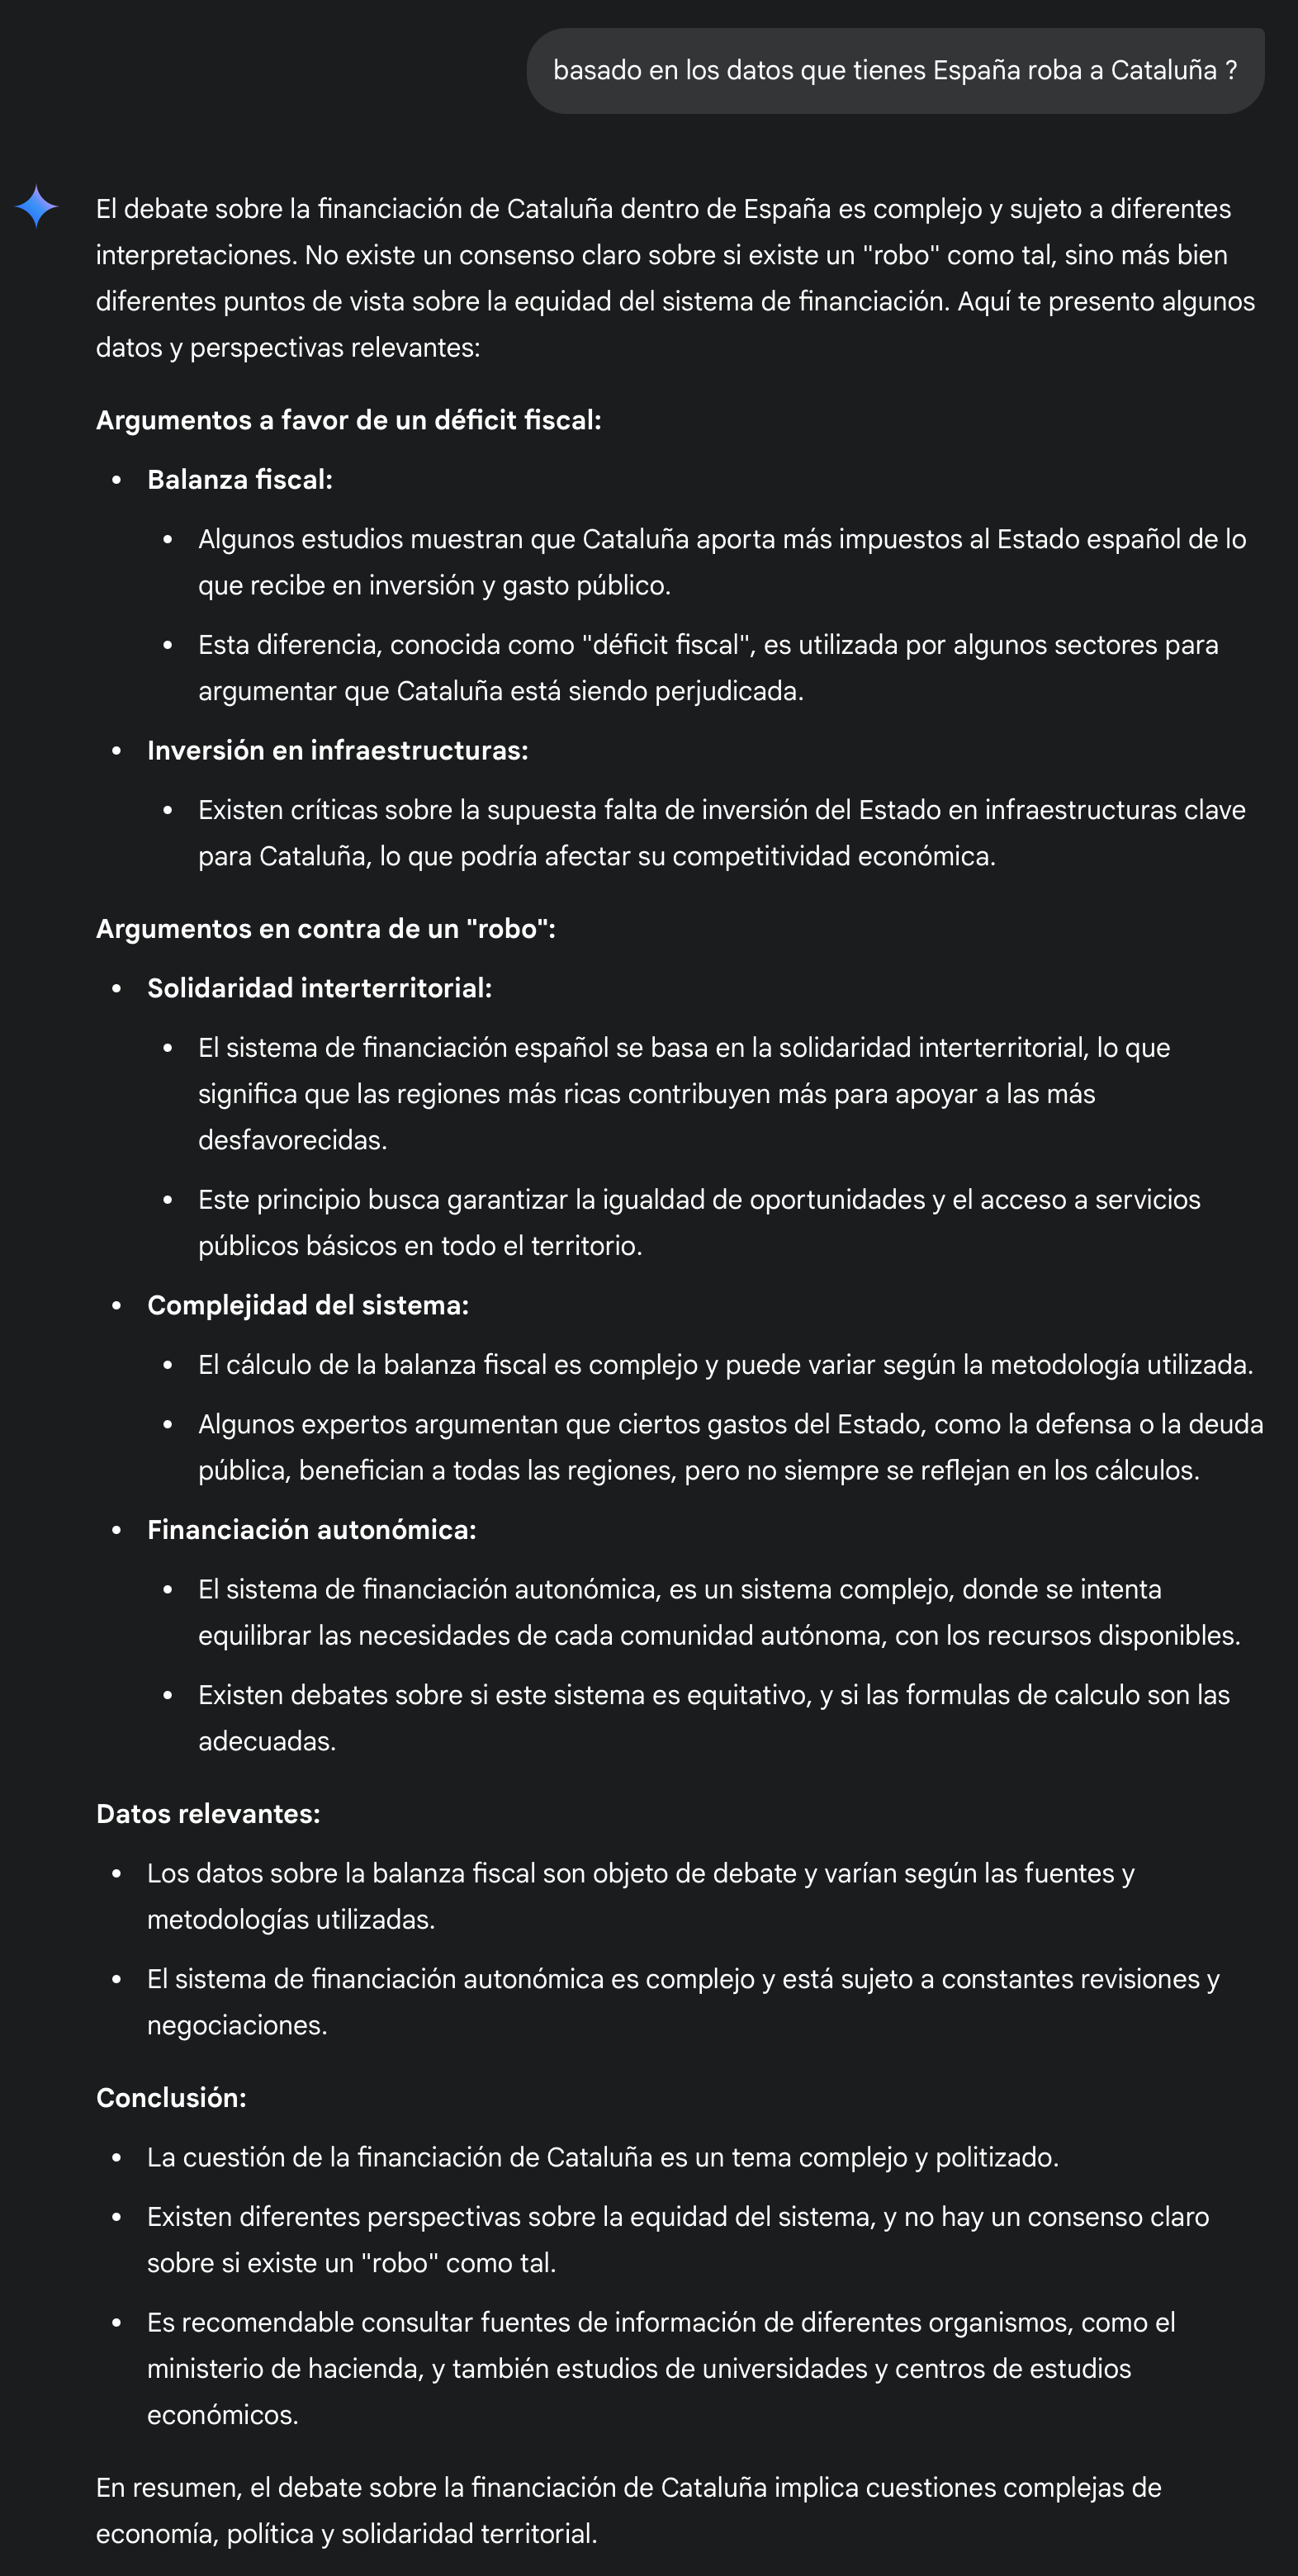 basado en los datos que tienes España roba a Cataluña ?
El debate sobre la financiación de Cataluña dentro de España es complejo y sujeto a diferentes
interpretaciones. No existe un consenso claro sobre si existe un "robo" como tal, sino más bien
diferentes puntos de vista sobre la equidad del sistema de financiación. Aquí te presento algunos
datos y perspectivas relevantes:
Argumentos a favor de un déficit fiscal:
• Balanza fiscal:
• Algunos estudios muestran que Cataluña aporta más impuestos al Estado español de lo
que recibe en inversión y gasto público.
• Esta diferencia, conocida como "déficit fiscal", es utilizada por algunos sectores para
argumentar que Cataluña está siendo perjudicada.
• Inversión en infraestructuras:
• Existen críticas sobre la supuesta falta de inversión del Estado en infraestructuras clave
para Cataluña, lo que podría afectar su competitividad económica.
Argumentos en contra de un "robo":
• Solidaridad interterritorial:
• El sistema de financiación español se basa en la solidaridad interterritorial, lo que
significa que las regiones más ricas contribuyen más para apoyar a las más
desfavorecidas.
• Este principio busca garantizar la igualdad de oportunidades y el acceso a servicios
públicos básicos en todo el territorio.
• Complejidad del sistema:
• El cálculo de la balanza fiscal es complejo y puede variar según la metodología utilizada.
• Algunos expertos argumentan que ciertos gastos del Estado, como la defensa o la deuda
pública, benefician a todas las regiones, pero no siempre se reflejan en los cálculos.
• Financiación autonómica:
• El sistema de financiación autonómica, es un sistema complejo, donde se intenta
equilibrar las necesidades de cada comunidad autónoma, con los recursos disponibles.
• Existen debates sobre si este sistema es equitativo, y si las formulas de calculo son las
adecuadas.
Datos relevantes:
• Los datos sobre la balanza fiscal son objeto de debate y varían según las fuentes y
metodologías utilizadas.
• El sistema de financiación autonómica es complejo y está sujeto a constantes revisiones y
negociaciones.
Conclusión:
• La cuestión de la financiación de Cataluña es un tema complejo y politizado.
• Existen diferentes perspectivas sobre la equidad del sistema, y no hay un consenso claro
sobre si existe un "robo" como tal.
• Es recomendable consultar fuentes de información de diferentes organismos, como el
ministerio de hacienda, y también estudios de universidades y centros de estudios
económicos.
En resumen, el debate sobre la financiación de Cataluña implica cuestiones complejas de
economía, política y solidaridad territorial.